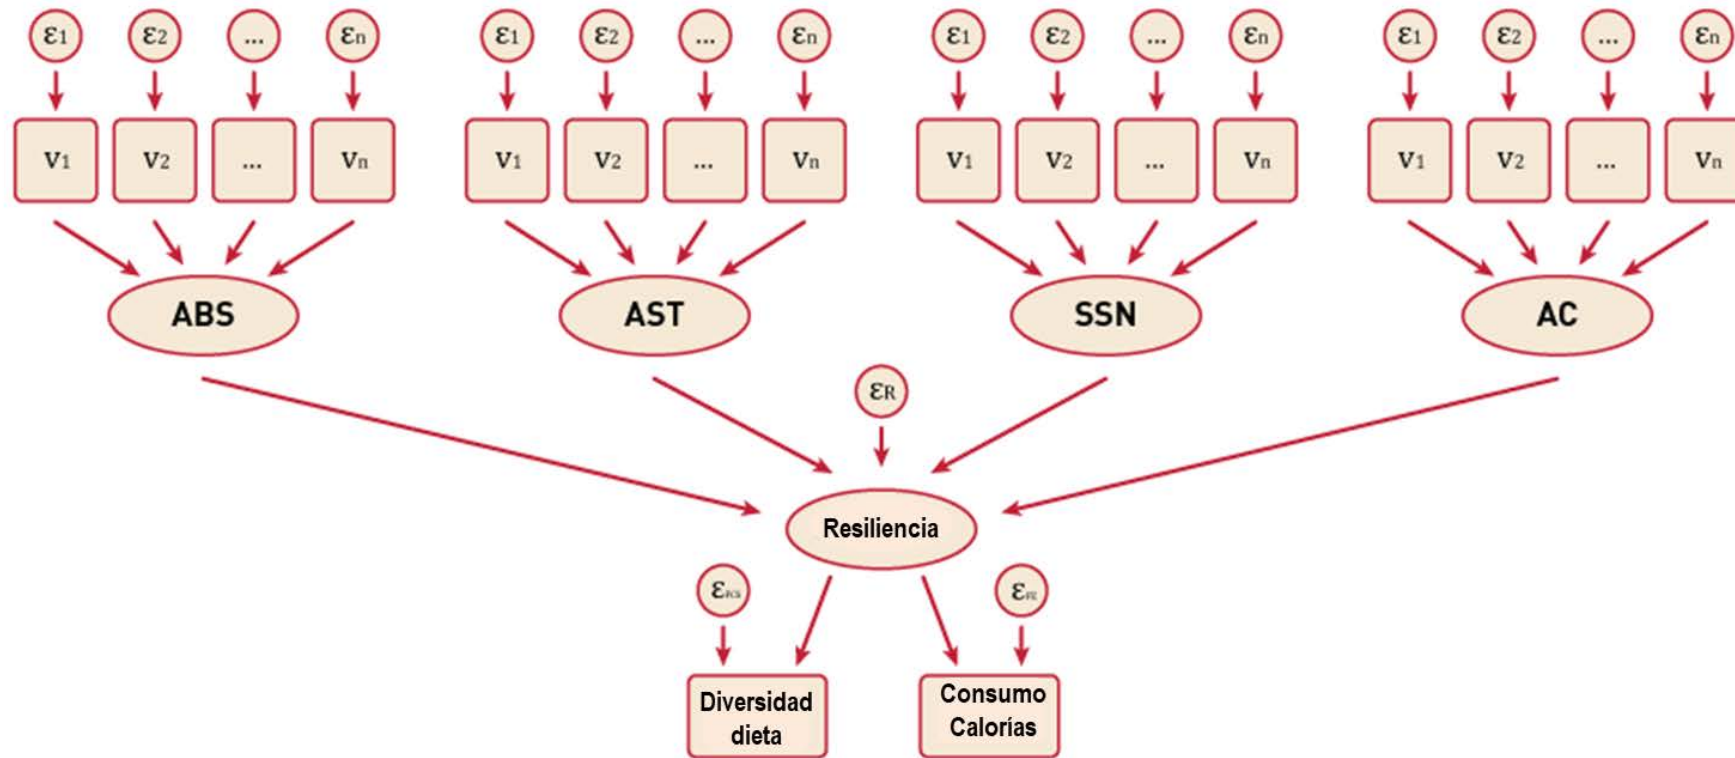 ε1 ε2 ... εn ε1 ε2 ... εn ε1 ε2 ... εn ε1 ε2 ... εn
v1 v2 ... vn v1 v2 ... vn v1 v2 ... vn v1 v2 ... vn
ABS AST SSN AC
εR
Resiliencia
εFCS
ε
Diversidad
dieta
Consumo
Calorías